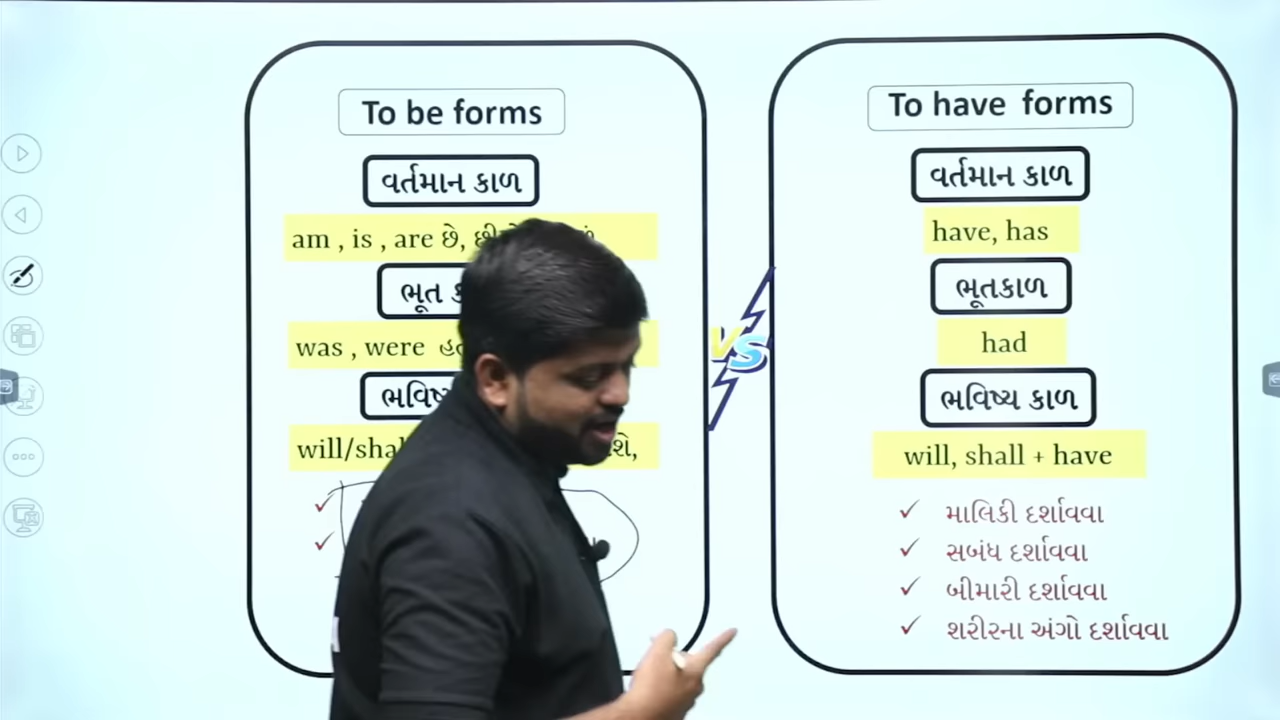 To be forms
વર્તમાન કાળ
am , is , are છે,
ભૂત
was , were
will/shal
To have forms
વર્તમાન કાળ
have, has
ભૂતકાળ
had
ભવિષ્ય કાળ
will, shall + have
✓ માલિકી દર્શાવવા
✓ સબંધ દર્શાવવા
✓ બીમારી દર્શાવવા
✓ શરીરના અંગો દર્શાવવા
VS